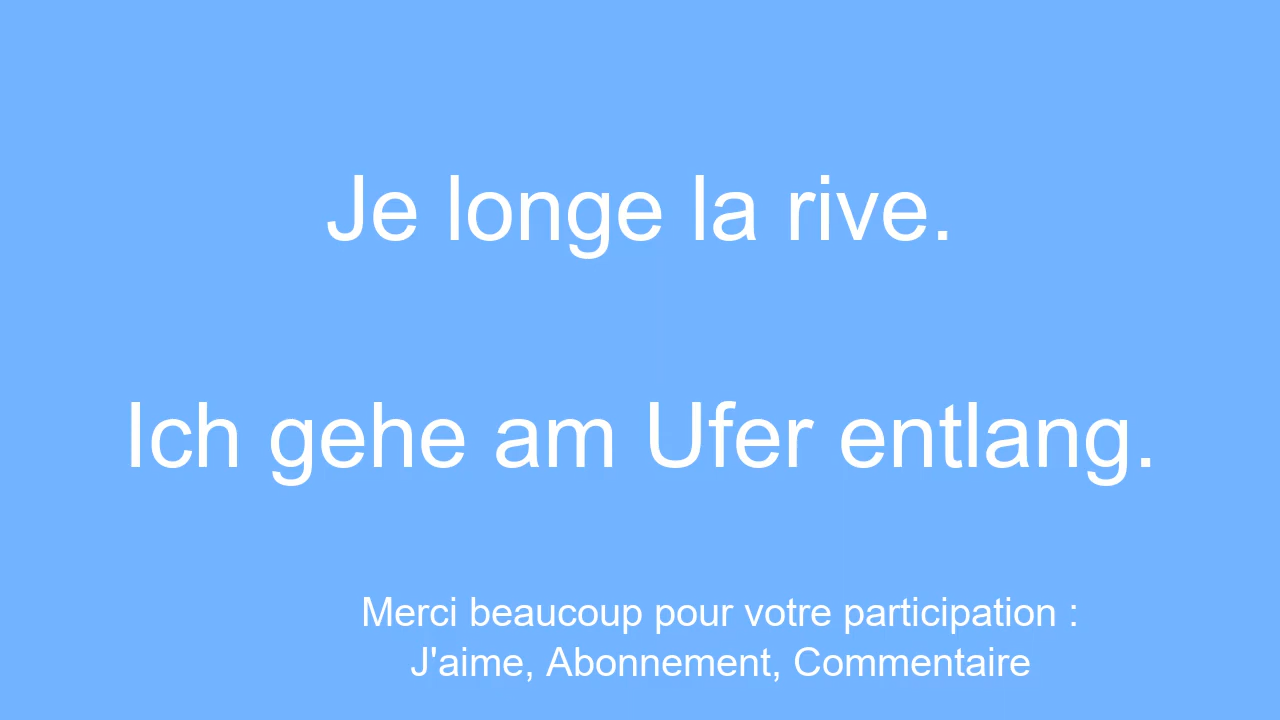 Je longe la rive.
Ich gehe am Ufer entlang.
Merci beaucoup pour votre participation :
J'aime, Abonnement, Commentaire